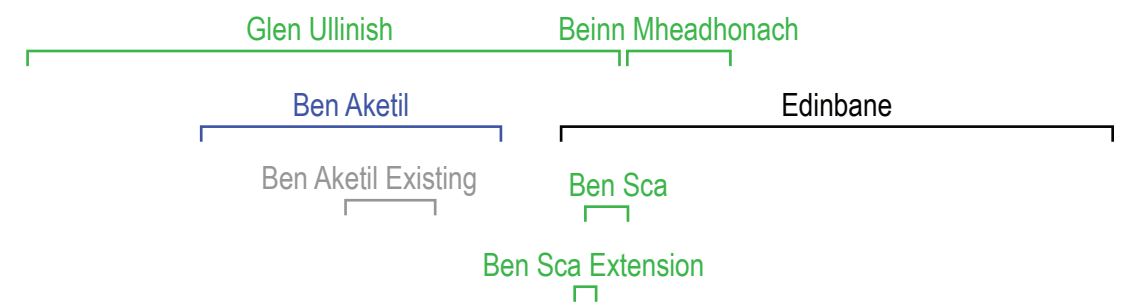 Glen Ullinish Beinn Mheadhonach
Ben Aketil Edinbane
Ben Aketil Existing Ben Sca
Ben Sca Extension